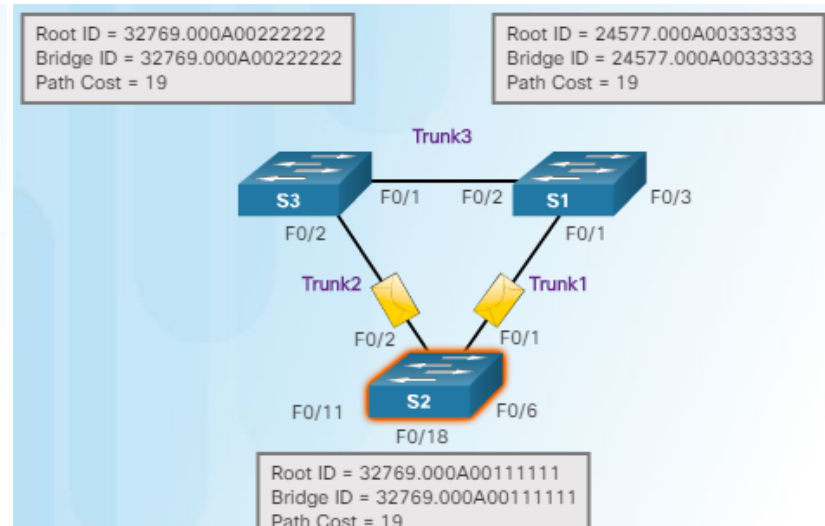 Root ID = 32769.000A00222222
Bridge ID = 32769.000A00222222
Path Cost = 19
Root ID = 24577.000A00333333
Bridge ID = 24577.000A00333333
Path Cost = 19
Trunk3
S3
F0/1
F0/2
S1
F0/3
F0/2
F0/1
Trunk2
Trunk1
F0/2
F0/1
S2
F0/11
F0/6
F0/18
Root ID = 32769.000A00111111
Bridge ID = 32769.000A00111111
Path Cost = 19